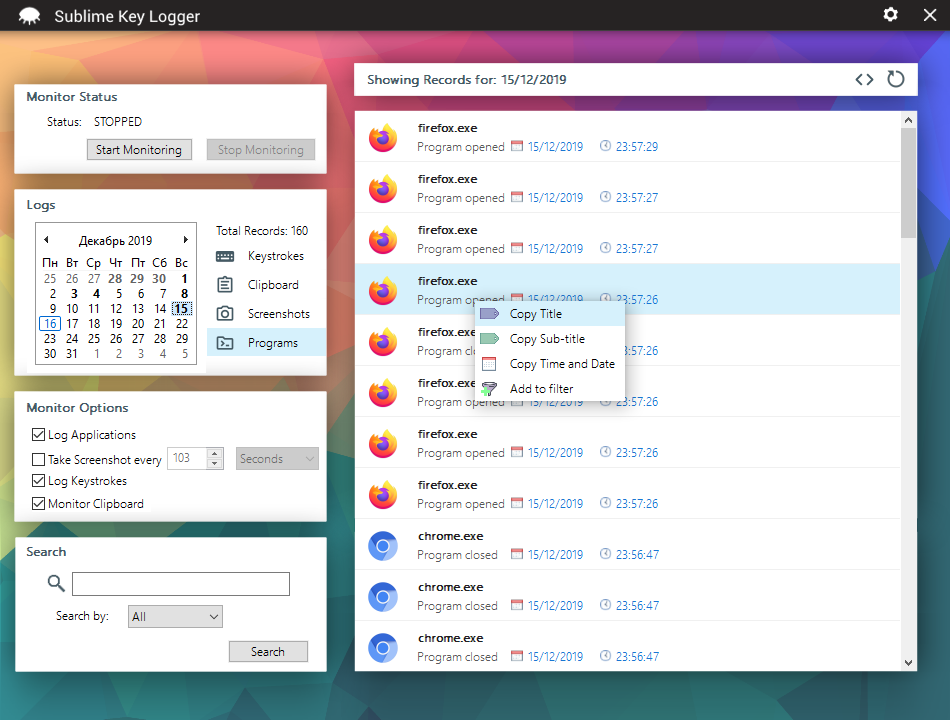 Sublime Key Logger
Monitor Status
Status: STOPPED
Start Monitoring Stop Monitoring
Logs
Декабрь 2019
Пн Вт Ср Чт Пт Сб Вс
25 26 27 28 29 30 1
2 3 4 5 6 7 8
9 10 11 12 13 14 15
16 17 18 19 20 21 22
23 24 25 26 27 28 29
30 31 1 2 3 4 5
Total Records: 160
Keystrokes
Clipboard
Screenshots
Programs
Monitor Options
Log Applications
Take Screenshot every 103 Seconds
Log Keystrokes
Monitor Clipboard
Search
Search by: All
Search
Showing Records for: 15/12/2019
firefox.exe
Program opened 15/12/2019 23:57:29
firefox.exe
Program opened 15/12/2019 23:57:27
firefox.exe
Program opened 15/12/2019 23:57:27
firefox.exe
Program opened 15/12/2019 23:57:26
Copy Title
Copy Sub-title
Copy Time and Date
Add to filter
firefox.exe
Program 23:57:26
firefox.exe
Program opened 15/12/2019 23:57:26
firefox.exe
Program opened 15/12/2019 23:57:26
firefox.exe
Program opened 15/12/2019 23:57:26
chrome.exe
Program closed 15/12/2019 23:56:47
chrome.exe
Program closed 15/12/2019 23:56:47
chrome.exe
Program closed 15/12/2019 23:56:47